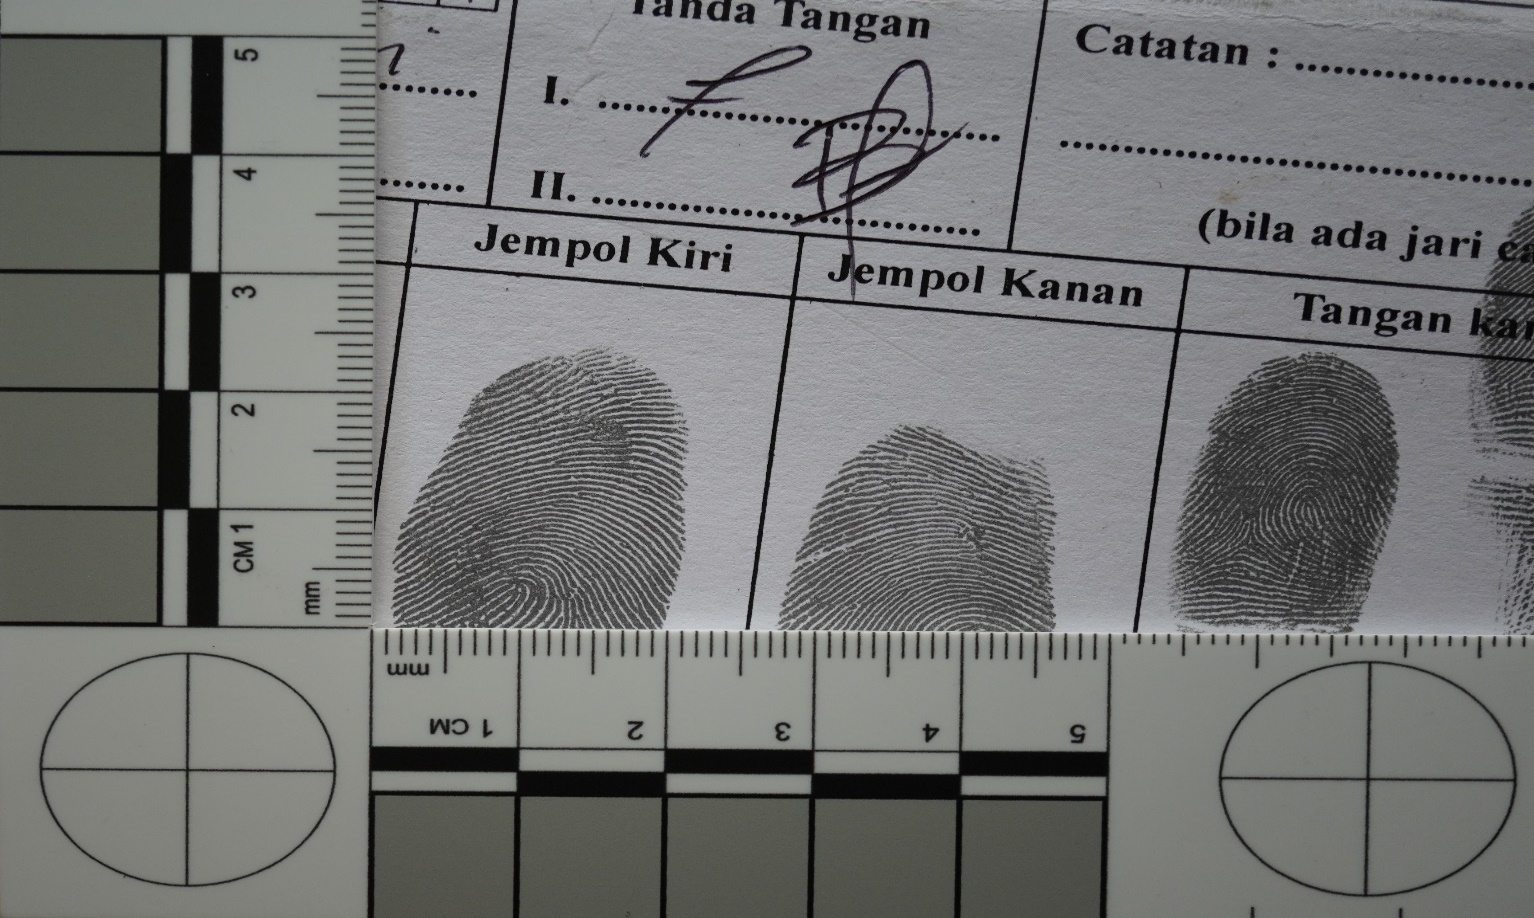 Tanda Tangan
Catatan : ........................
I. ........................................
........................................
II. ........................................
(bila ada jari
Jempol Kiri
Jempol Kanan
Tangan
5
4
3
2
CM 1
mm
mm
1 CM
2
3
4
5